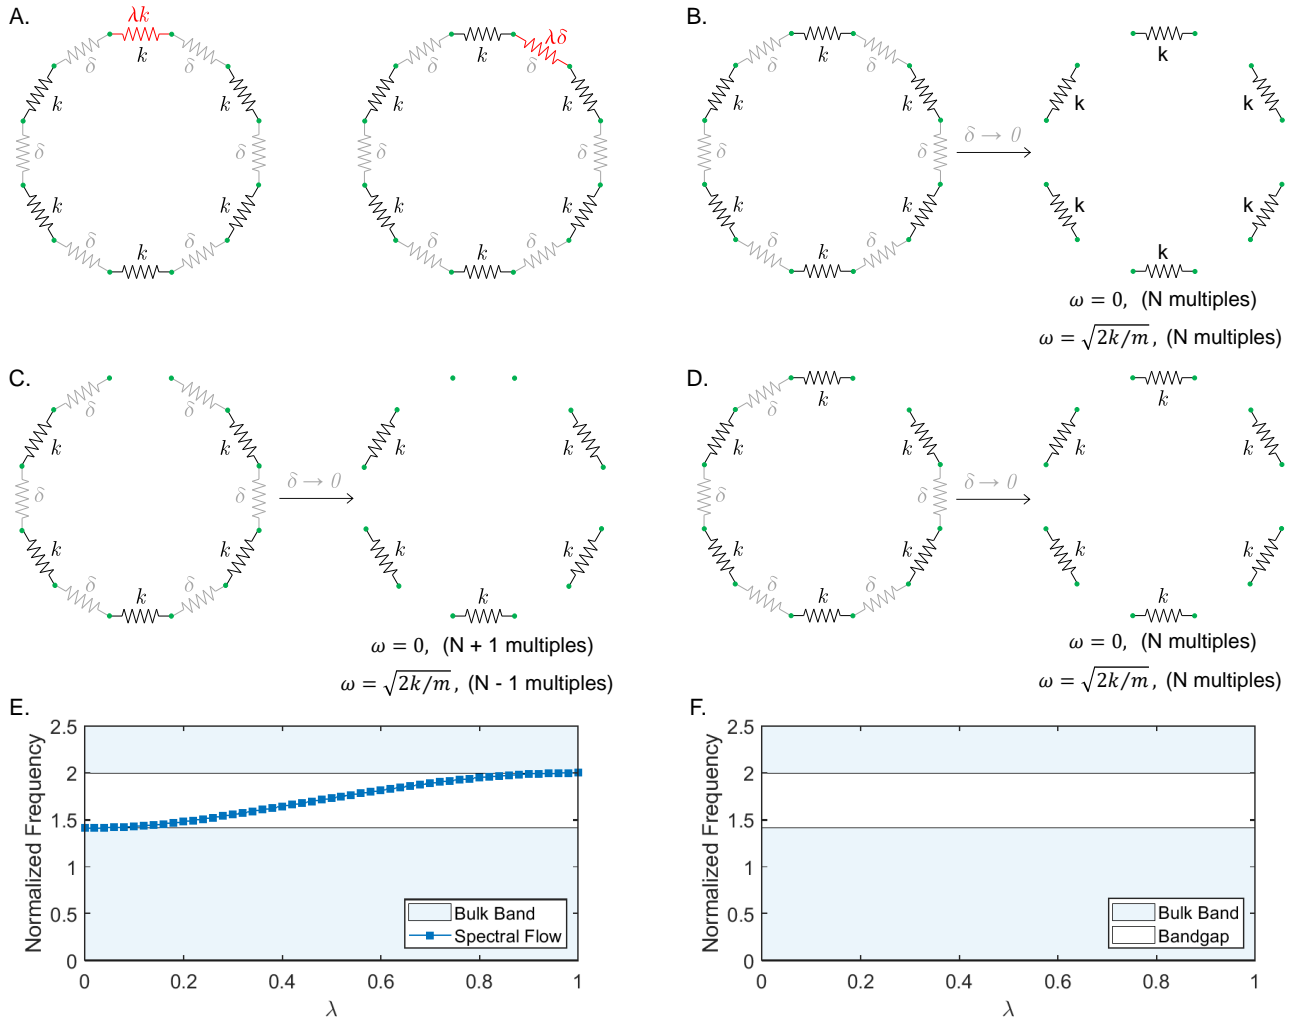 A.
λk
k
δ
δ
k
k
δ
δ
k
k
δ
δ
k
λδ
k
δ
δ
k
k
δ
δ
k
k
δ
δ
k
B.
k
δ
δ
k
k
δ
δ
k
k
δ
δ
k
δ → 0
k
k
k
k
k
k
ω = 0, (N multiples)
ω = √2k/m, (N multiples)
C.
δ
δ
k
k
δ
δ
k
k
δ
δ
k
δ → 0
k
k
k
k
k
ω = 0, (N + 1 multiples)
ω = √2k/m, (N - 1 multiples)
D.
k
δ
k
k
δ
δ
k
k
δ
δ
k
δ → 0
k
k
k
k
k
k
ω = 0, (N multiples)
ω = √2k/m, (N multiples)
E.
Normalized Frequency
2.5
2
1.5
1
0.5
0
0 0.2 0.4 0.6 0.8 1
λ
Bulk Band
Spectral Flow
F.
Normalized Frequency
2.5
2
1.5
1
0.5
0
0 0.2 0.4 0.6 0.8 1
λ
Bulk Band
Bandgap